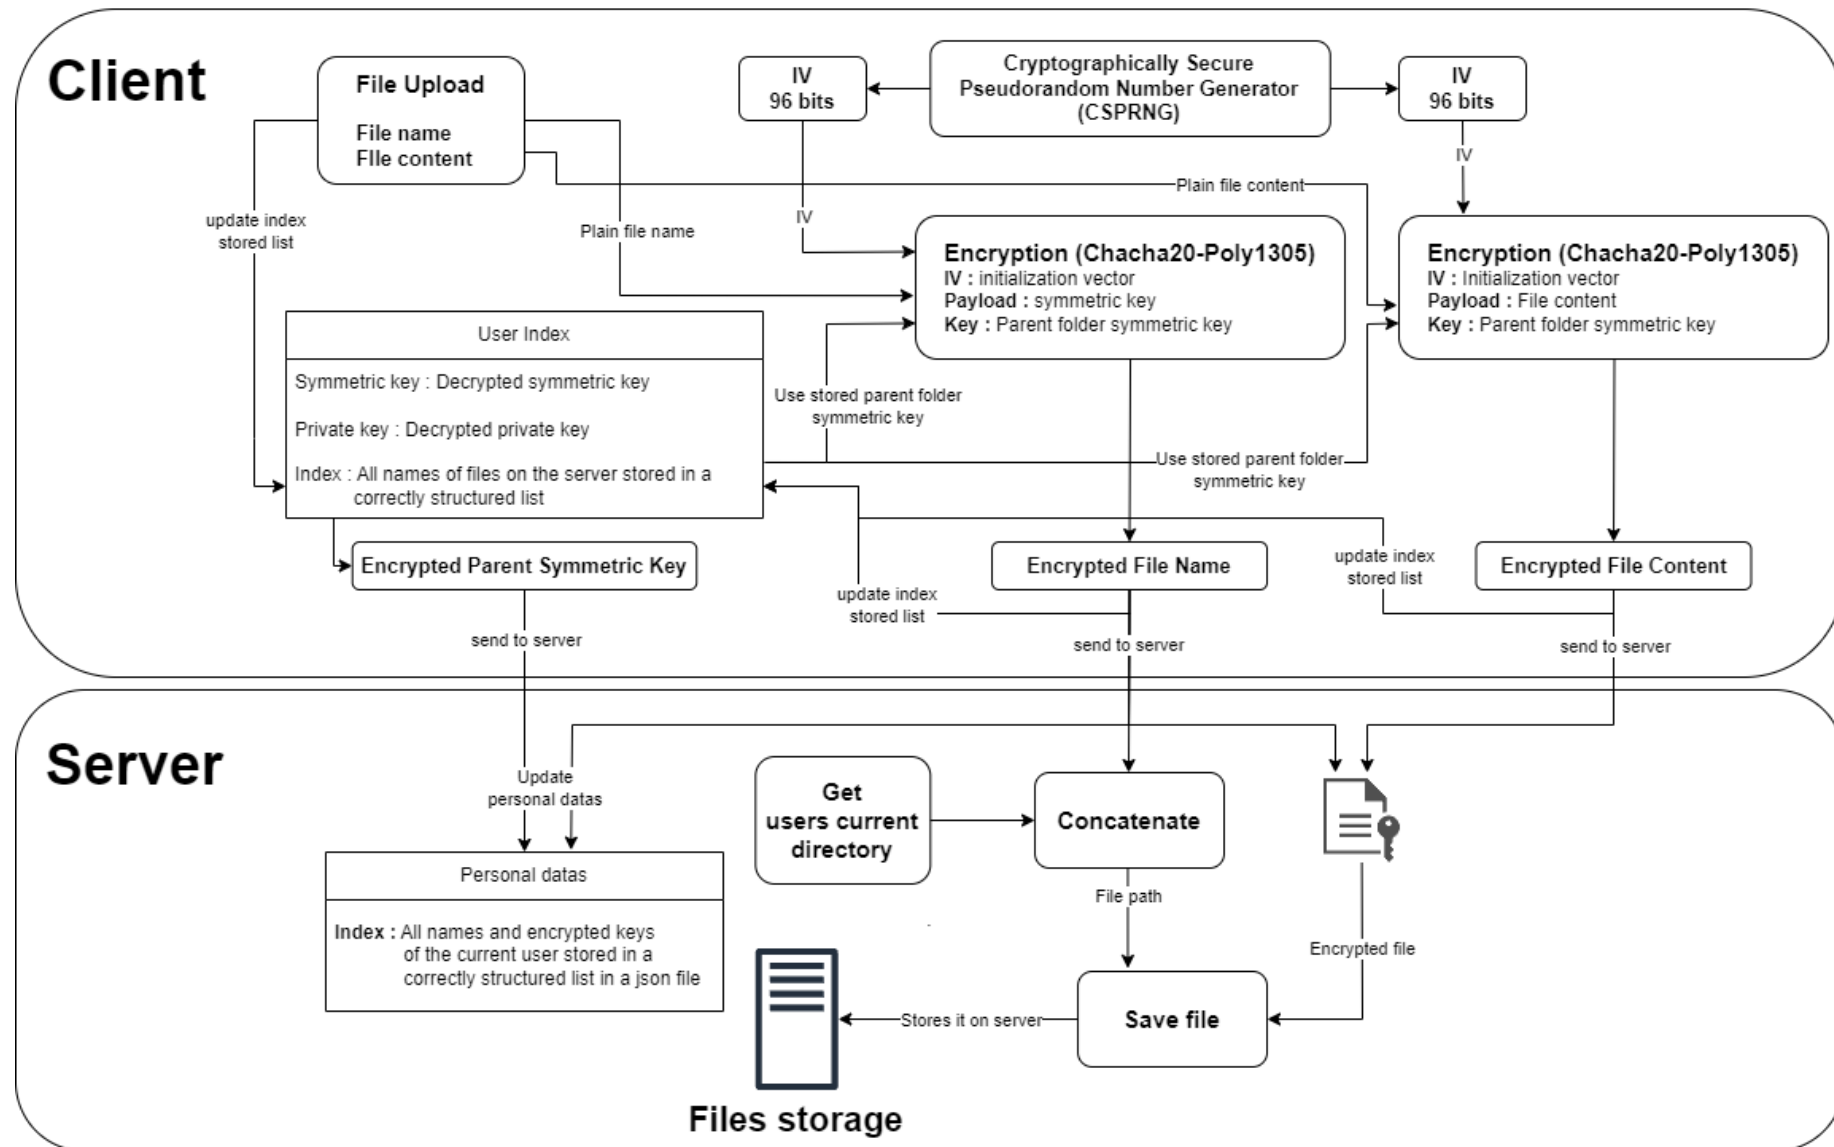 Client
File Upload
File name
FIle content
IV
96 bits
Cryptographically Secure
Pseudorandom Number Generator
(CSPRNG)
IV
96 bits
IV
Plain file content
update index
stored list
Plain file name
IV
Encryption (Chacha20-Poly1305)
IV : initialization vector
Payload : symmetric key
Key : Parent folder symmetric key
Encryption (Chacha20-Poly1305)
IV : Initialization vector
Payload : File content
Key : Parent folder symmetric key
User Index
Symmetric key : Decrypted symmetric key
Private key : Decrypted private key
Index : All names of files on the server stored in a
correctly structured list
Use stored parent folder
symmetric key
Use stored parent folder
symmetric key
Encrypted Parent Symmetric Key
Encrypted File Name
update index
stored list
Encrypted File Content
update index
stored list
send to server
send to server
send to server
Server
Update
personal datas
Get
users current
directory
Concatenate
Personal datas
Index : All names and encrypted keys
of the current user stored in a
correctly structured list in a json file
File path
Encrypted file
Stores it on server
Save file
Files storage